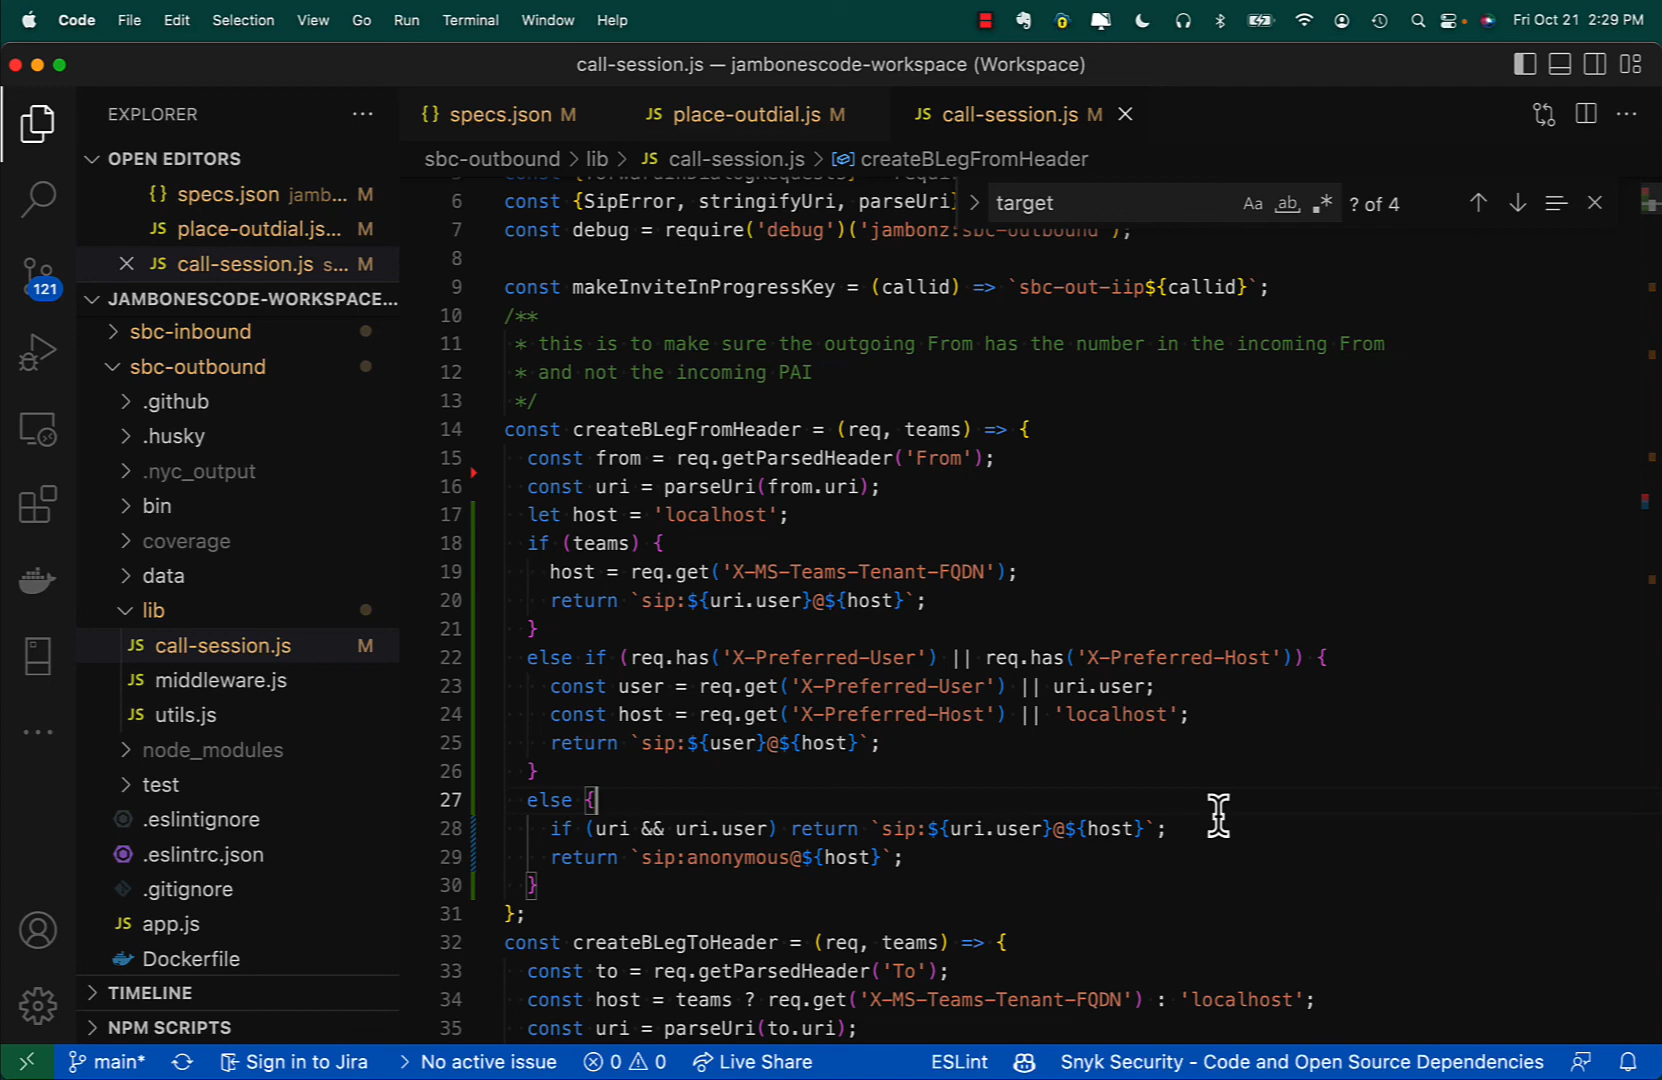 Code File Edit Selection View Go Run Terminal Window Help Fri Oct 21 2:29 PM
call-session.js — jambonescode-workspace (Workspace)
EXPLORER
OPEN EDITORS
{} specs.json jamb... M
JS place-outdial.js... M
JS call-session.js s... M
121
JAMBONESCODE-WORKSPACE...
sbc-inbound
sbc-outbound
.github
.husky
.nyc_output
bin
coverage
data
lib
JS call-session.js M
JS middleware.js
JS utils.js
node_modules
test
.eslintignore
.eslintrc.json
.gitignore
JS app.js
Dockerfile
TIMELINE
NPM SCRIPTS
{} specs.json M JS place-outdial.js M JS call-session.js M
sbc-outbound > lib > JS call-session.js > createBLegFromHeader
target Aa ab ? of 4
6 const {SipError, stringifyUri, parseUri}
7 const debug = require('debug')('jambonz:sbc-outbound');
8
9 const makeInviteInProgressKey = (callid) => `sbc-out-iip${callid}`;
10 /**
11 * this is to make sure the outgoing From has the number in the incoming From
12 * and not the incoming PAI
13 */
14 const createBLegFromHeader = (req, teams) => {
15 const from = req.getParsedHeader('From');
16 const uri = parseUri(from.uri);
17 let host = 'localhost';
18 if (teams) {
19 host = req.get('X-MS-Teams-Tenant-FQDN');
20 return `sip:${uri.user}@${host}`;
21 }
22 else if (req.has('X-Preferred-User') || req.has('X-Preferred-Host')) {
23 const user = req.get('X-Preferred-User') || uri.user;
24 const host = req.get('X-Preferred-Host') || 'localhost';
25 return `sip:${user}@${host}`;
26 }
27 else {
28 if (uri && uri.user) return `sip:${uri.user}@${host}`;
29 return `sip:anonymous@${host}`;
30 }
31 };
32 const createBLegToHeader = (req, teams) => {
33 const to = req.getParsedHeader('To');
34 const host = teams ? req.get('X-MS-Teams-Tenant-FQDN') : 'localhost';
35 const uri = parseUri(to.uri);
main* Sign in to Jira No active issue 0 0 Live Share ESLint Snyk Security - Code and Open Source Dependencies